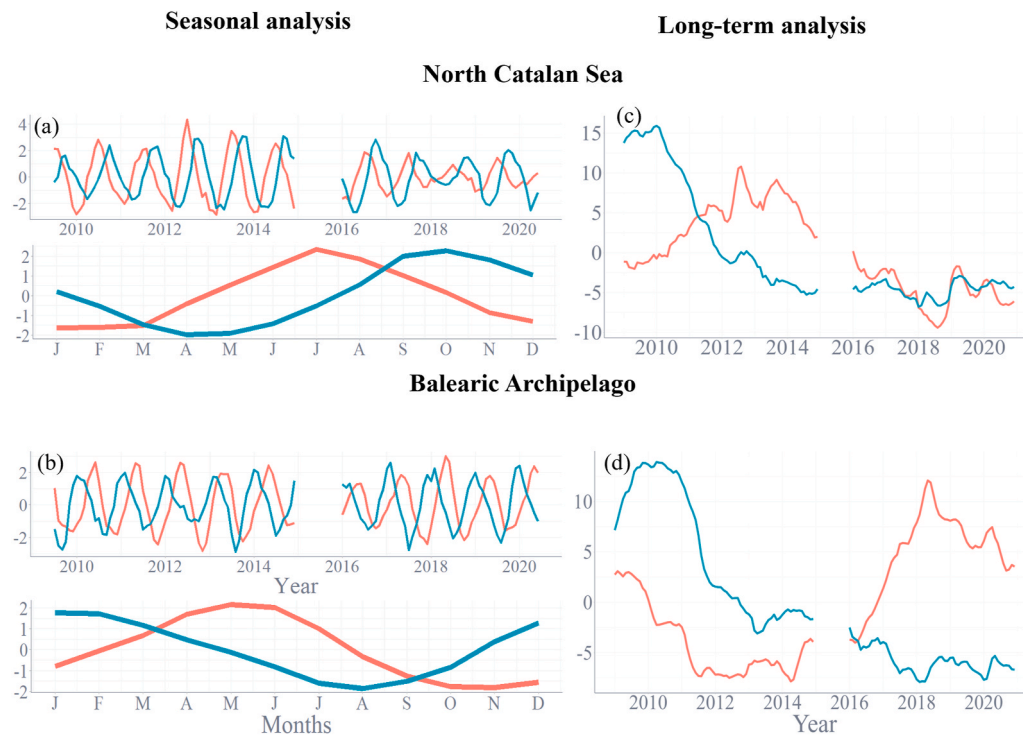 Seasonal analysis
Long-term analysis
North Catalan Sea
(a)
4
2
0
-2
2010 2012 2014 2016 2018 2020
2
1
0
-1
-2
J F M A M J J A S O N D
(c)
15
10
5
0
-5
-10
2010 2012 2014 2016 2018 2020
Balearic Archipelago
(b)
2
0
-2
2010 2012 2014 2016 2018 2020
Year
2
1
0
-1
-2
J F M A M J J A S O N D
Months
(d)
10
5
0
-5
2010 2012 2014 2016 2018 2020
Year